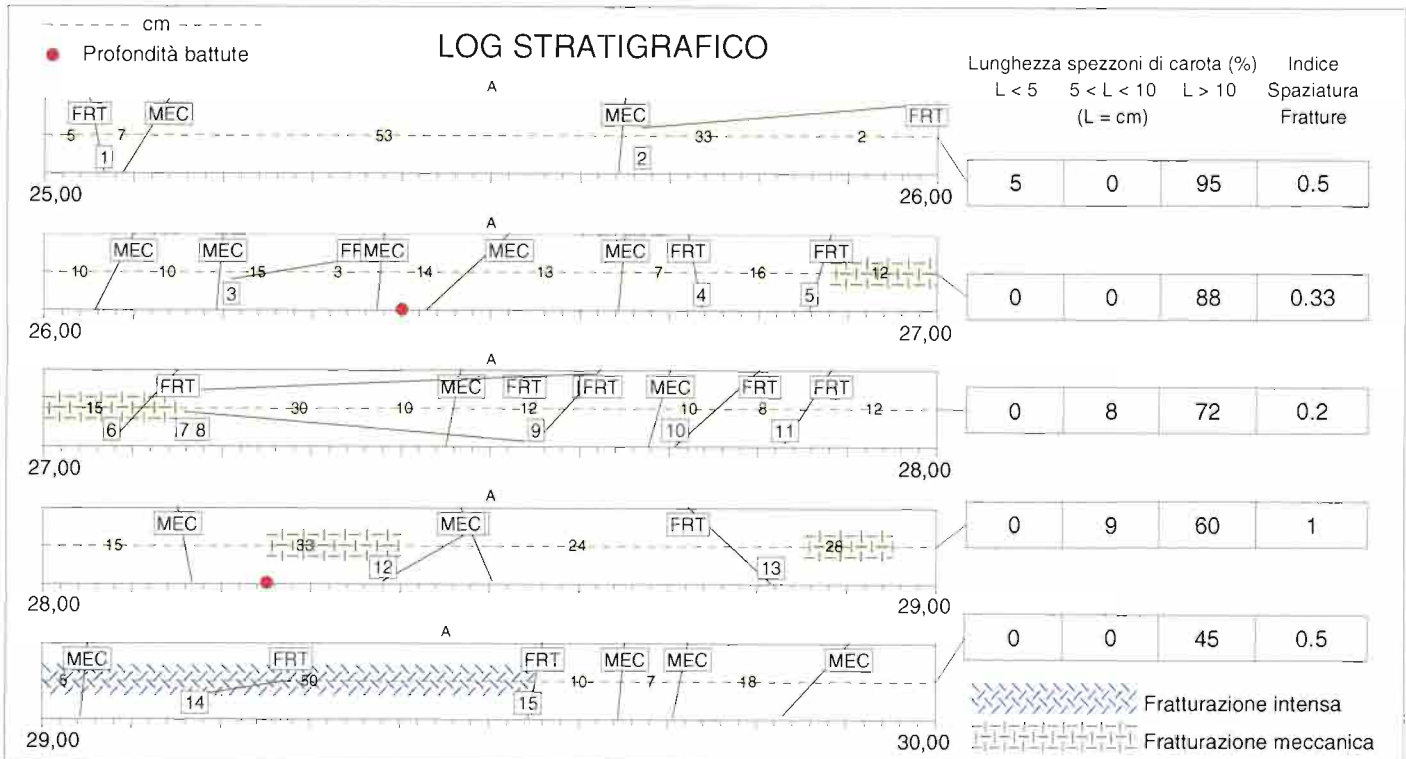 cm
Profondità battute
LOG STRATIGRAFICO
Lunghezza spezzoni di carota (%) Indice
L < 5 5 < L < 10 L > 10 Spaziatura
(L = cm) Fratture
A
FRT MEC MEC FRT
5 7 53 33 2
1 2
25,00 26,00
5 0 95 0.5
A
MEC MEC MEC MEC MEC FRT FRT
10 10 15 3 14 13 7 16 12
3 4 5
26,00 27,00
0 0 88 0.33
A
FRT MEC FRT FRT MEC FRT FRT
15 30 10 12 10 8 12
6 7 8 9 10 11
27,00 28,00
0 8 72 0.2
A
MEC MEC FRT
15 33 24 28
12 13
28,00 29,00
0 9 60 1
A
MEC FRT FRT MEC MEC MEC
5 50 10 7 18
14 15
29,00 30,00
0 0 45 0.5
Fratturazione intensa
Fratturazione meccanica